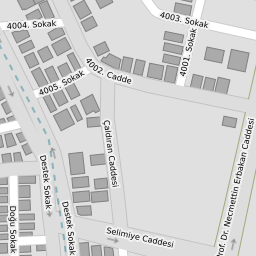 4003. Sokak
4004. Sokak
4001. Sokak
4002. Cadde
4005. Sokak
Çaldıran Caddesi
Prof. Dr. Necmettin Erbakan Caddesi
Destek Sokak
Doğu Sokak
Destek Sokak
Selimiye Caddesi